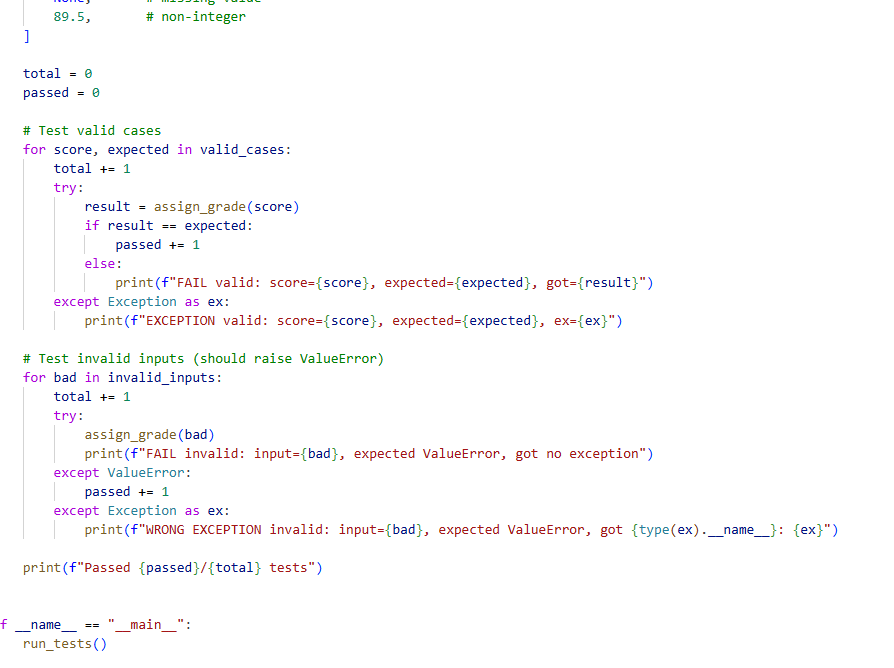 89.5,       # non-integer
]
total = 0
passed = 0
# Test valid cases
for score, expected in valid_cases:
total += 1
try:
result = assign_grade(score)
if result == expected:
passed += 1
else:
print(f"FAIL valid: score={score}, expected={expected}, got={result}")
except Exception as ex:
print(f"EXCEPTION valid: score={score}, expected={expected}, ex={ex}")
# Test invalid inputs (should raise ValueError)
for bad in invalid_inputs:
total += 1
try:
assign_grade(bad)
print(f"FAIL invalid: input={bad}, expected ValueError, got no exception")
except ValueError:
passed += 1
except Exception as ex:
print(f"WRONG EXCEPTION invalid: input={bad}, expected ValueError, got {type(ex).__name__}: {ex}")
print(f"Passed {passed}/{total} tests")
f __name__ == "__main__":
run_tests()